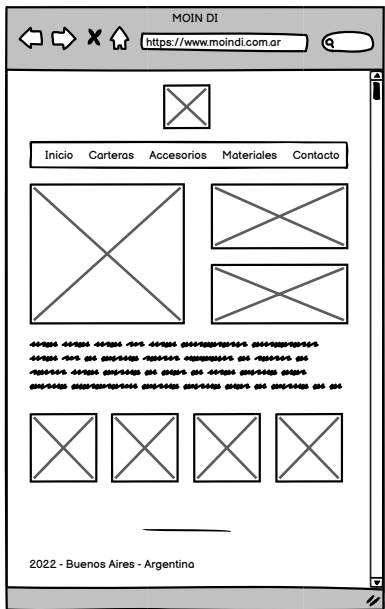 MOIN DI
https://www.moindi.com.ar
Inicio Carteras Accesorios Materiales Contacto
2022 - Buenos Aires - Argentina